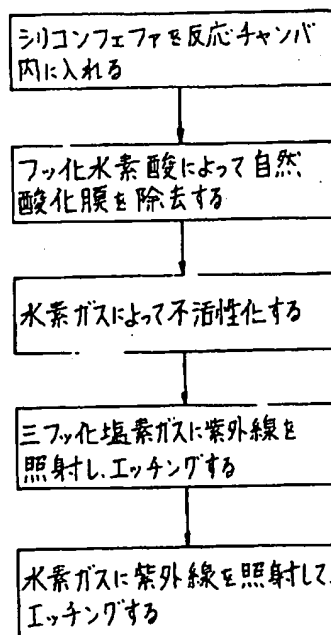 シリコンフェファを反応チャンバ
内に入れる
フッ化水素酸によって自然
酸化膜を除去する
水素ガスによって不活性化する
三フッ化塩素ガスに紫外線を
照射し、エッチングする
水素ガスに紫外線を照射して、
エッチングする